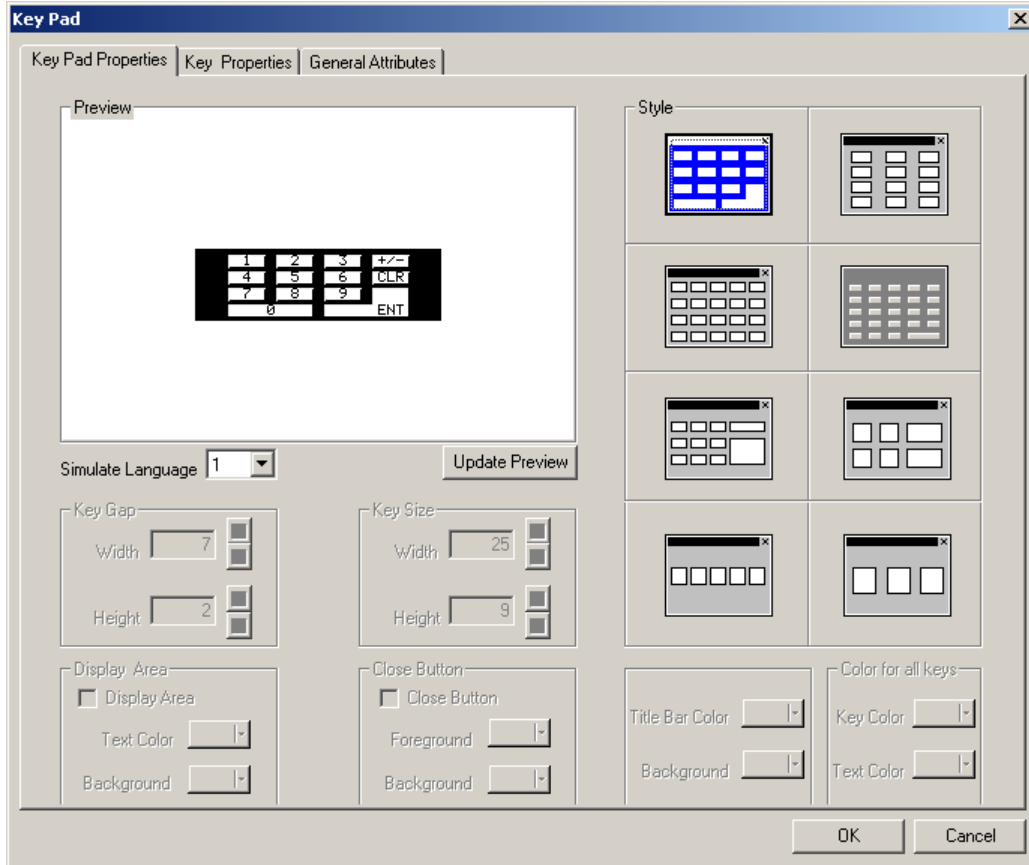 Key Pad
Key Pad Properties Key Properties General Attributes
Preview
1 2 3 +/-
4 5 6 CLR
7 8 9
0 ENT
Simulate Language 1
Update Preview
Style
Key Gap
Width 7
Height 2
Key Size
Width 25
Height 9
Display Area
Display Area
Text Color
Background
Close Button
Close Button
Foreground
Background
Title Bar Color
Background
Color for all keys
Key Color
Text Color
OK Cancel